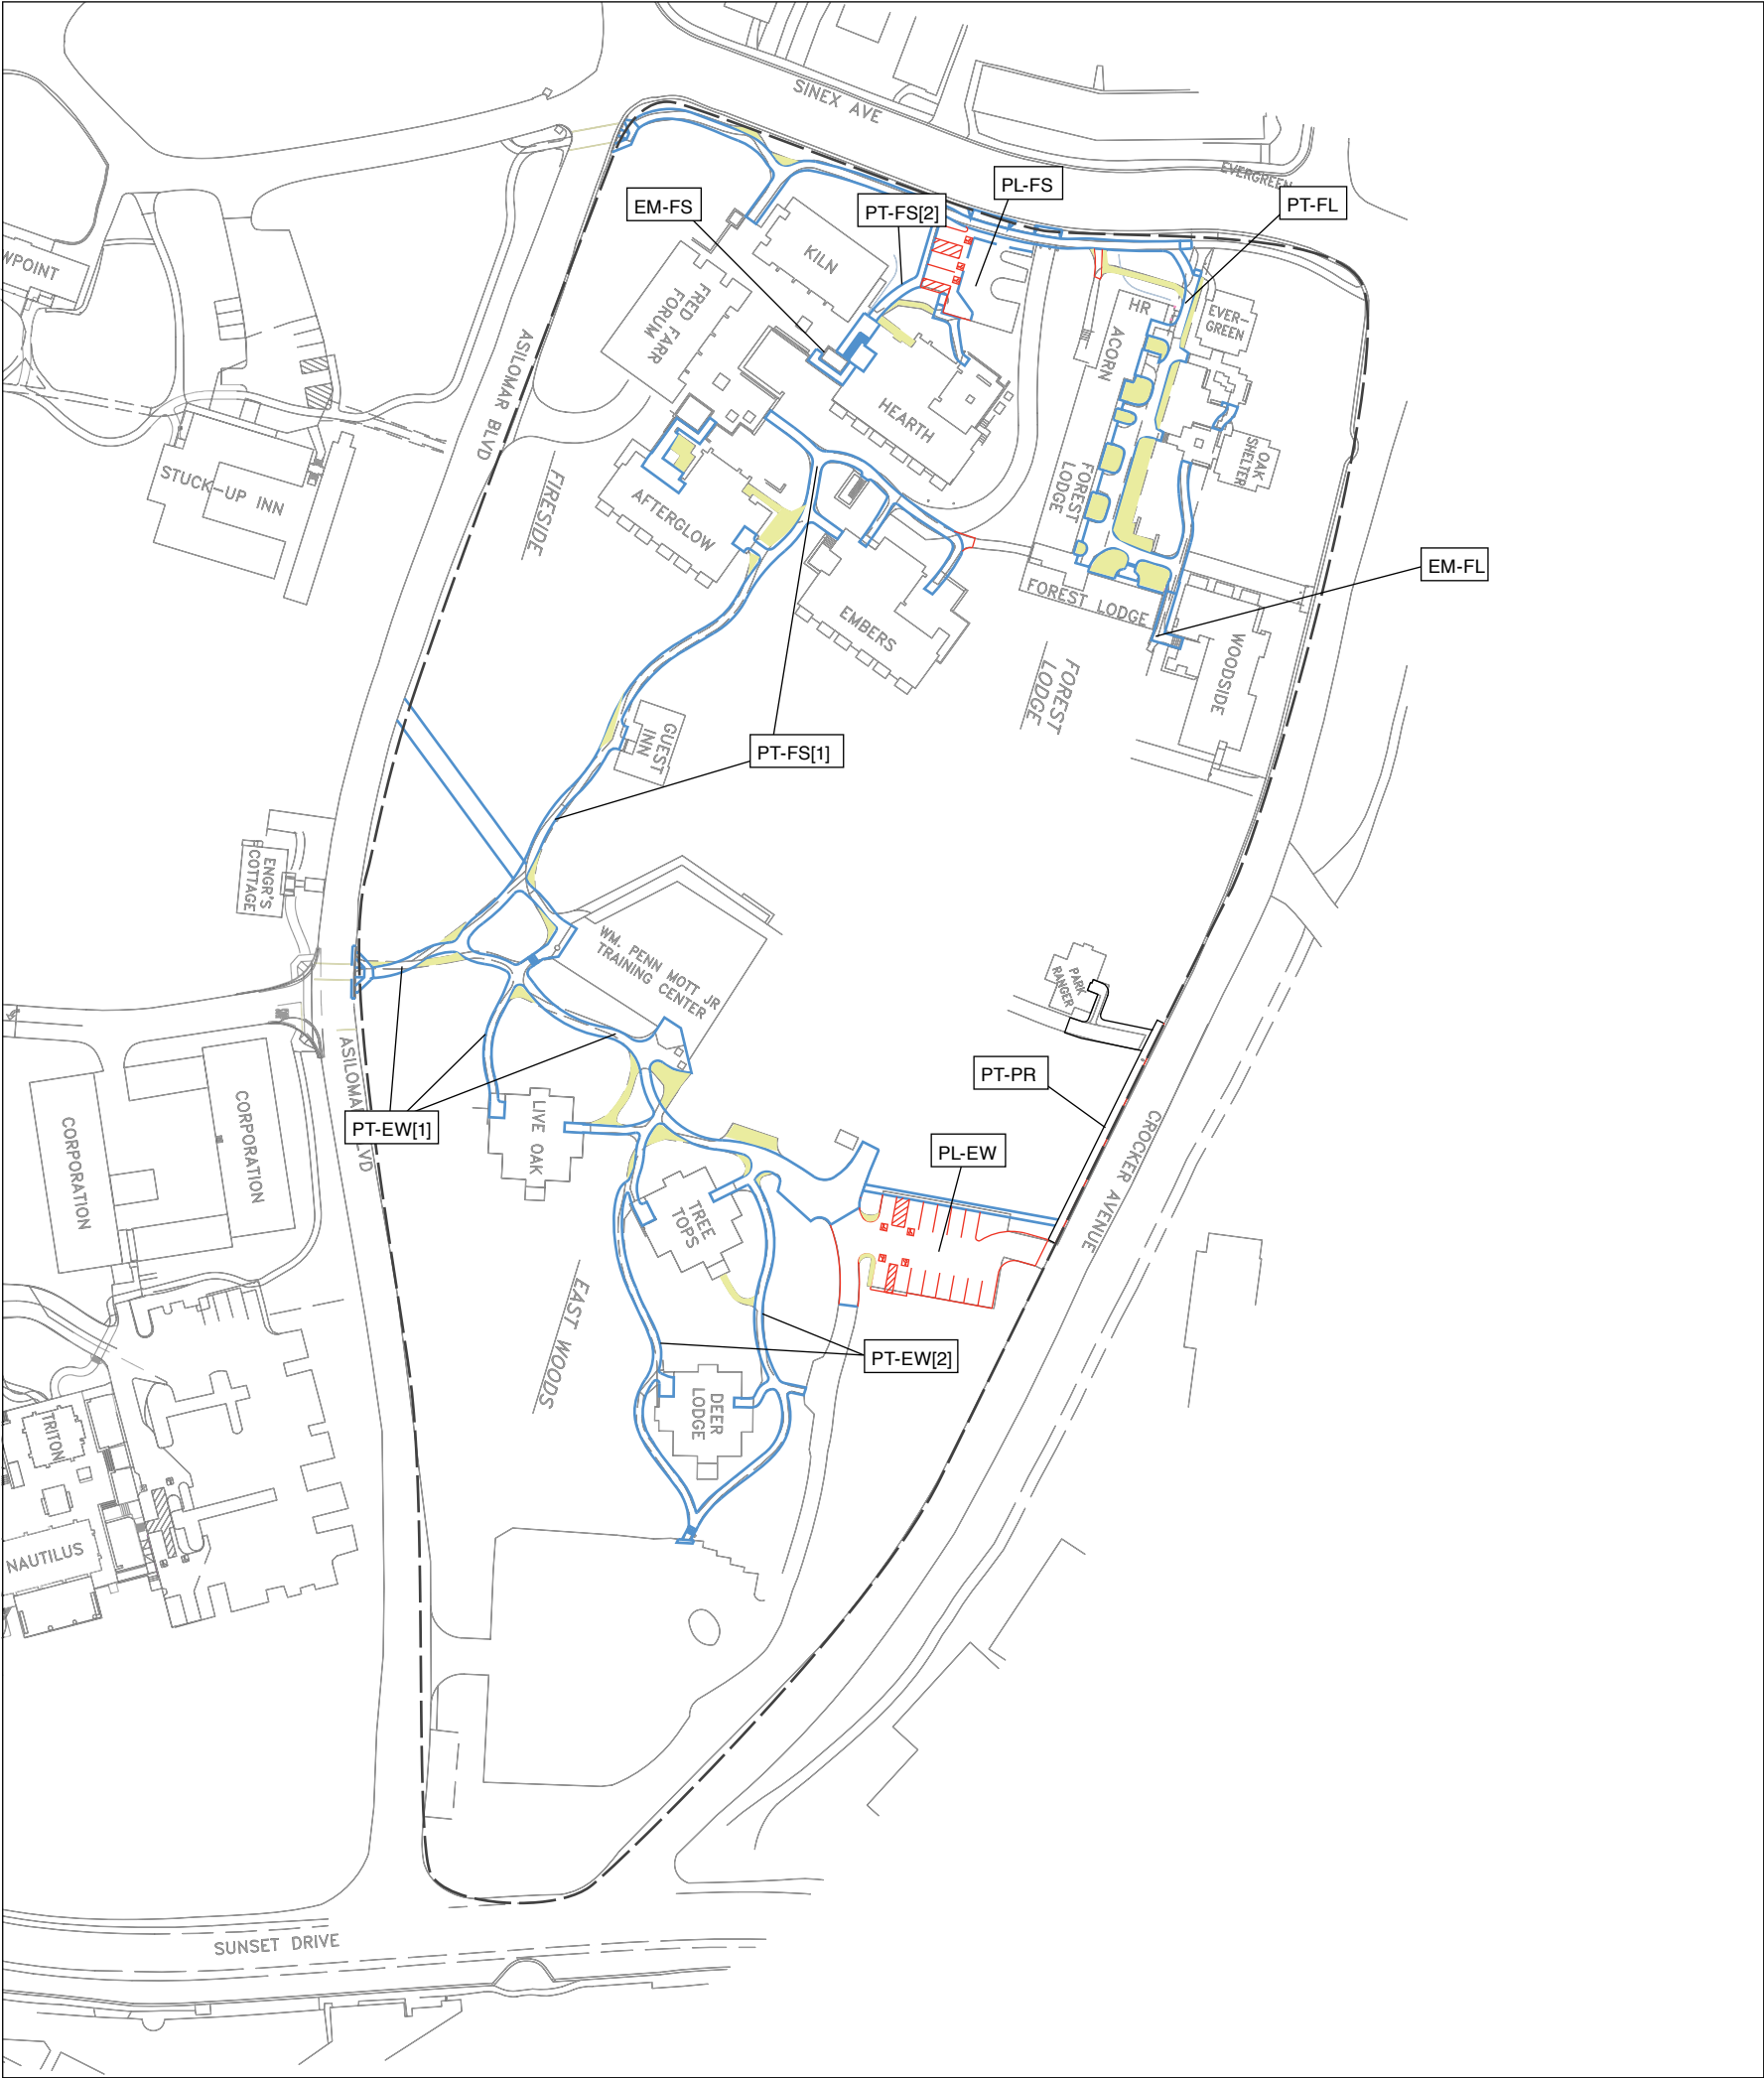 SINEX AVE
EVERGREEN
PL-FS
EM-FS
PT-FS[2]
PT-FL
WPOINT
KILN
FRED FARR
FORUM
HR
EVER-
GREEN
ACORN
ASILOMAR BLVD
HEARTH
OAK
SHELTER
STUCK-UP INN
FIRESIDE
AFTERGLOW
FOREST
LODGE
EM-FL
FOREST LODGE
EMBERS
WOODSIDE
FOREST
LODGE
GUEST
INN
PT-FS[1]
ENGR'S
COTTAGE
WM. PENN MOTT JR
TRAINING CENTER
PARK
RANGER
PT-PR
ASILOMAR BLVD
PT-EW[1]
LIVE OAK
CORPORATION
CORPORATION
PL-EW
CROCKER AVENUE
TREE
TOPS
EAST WOODS
PT-EW[2]
DEER
LODGE
TRITON
NAUTILUS
SUNSET DRIVE